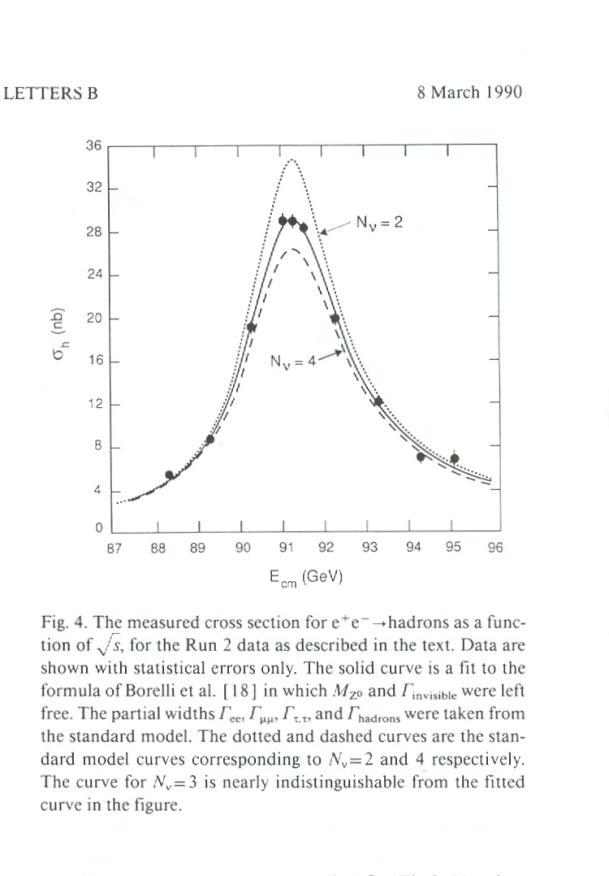 LETTERS B
8 March 1990
36
32
28
24
20
16
12
8
4
0
σh (nb)
Nν = 2
Nν = 4
87 88 89 90 91 92 93 94 95 96
Ecm (GeV)
Fig. 4. The measured cross section for e+e−→hadrons as a func-
tion of √s, for the Run 2 data as described in the text. Data are
shown with statistical errors only. The solid curve is a fit to the
formula of Borelli et al. [18] in which MZ0 and Γinvisible were left
free. The partial widths Γee, Γμμ, Γτ,τ, and Γhadrons were taken from
the standard model. The dotted and dashed curves are the stan-
dard model curves corresponding to Nν=2 and 4 respectively.
The curve for Nν=3 is nearly indistinguishable from the fitted
curve in the figure.